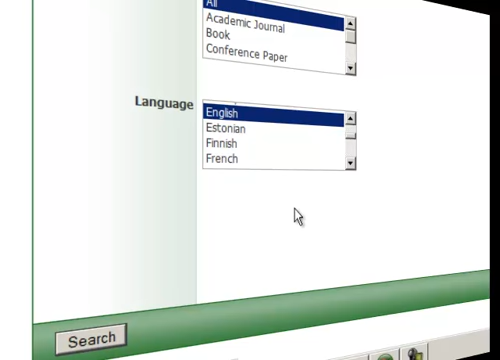 All
Academic Journal
Book
Conference Paper
Language
English
Estonian
Finnish
French
Search